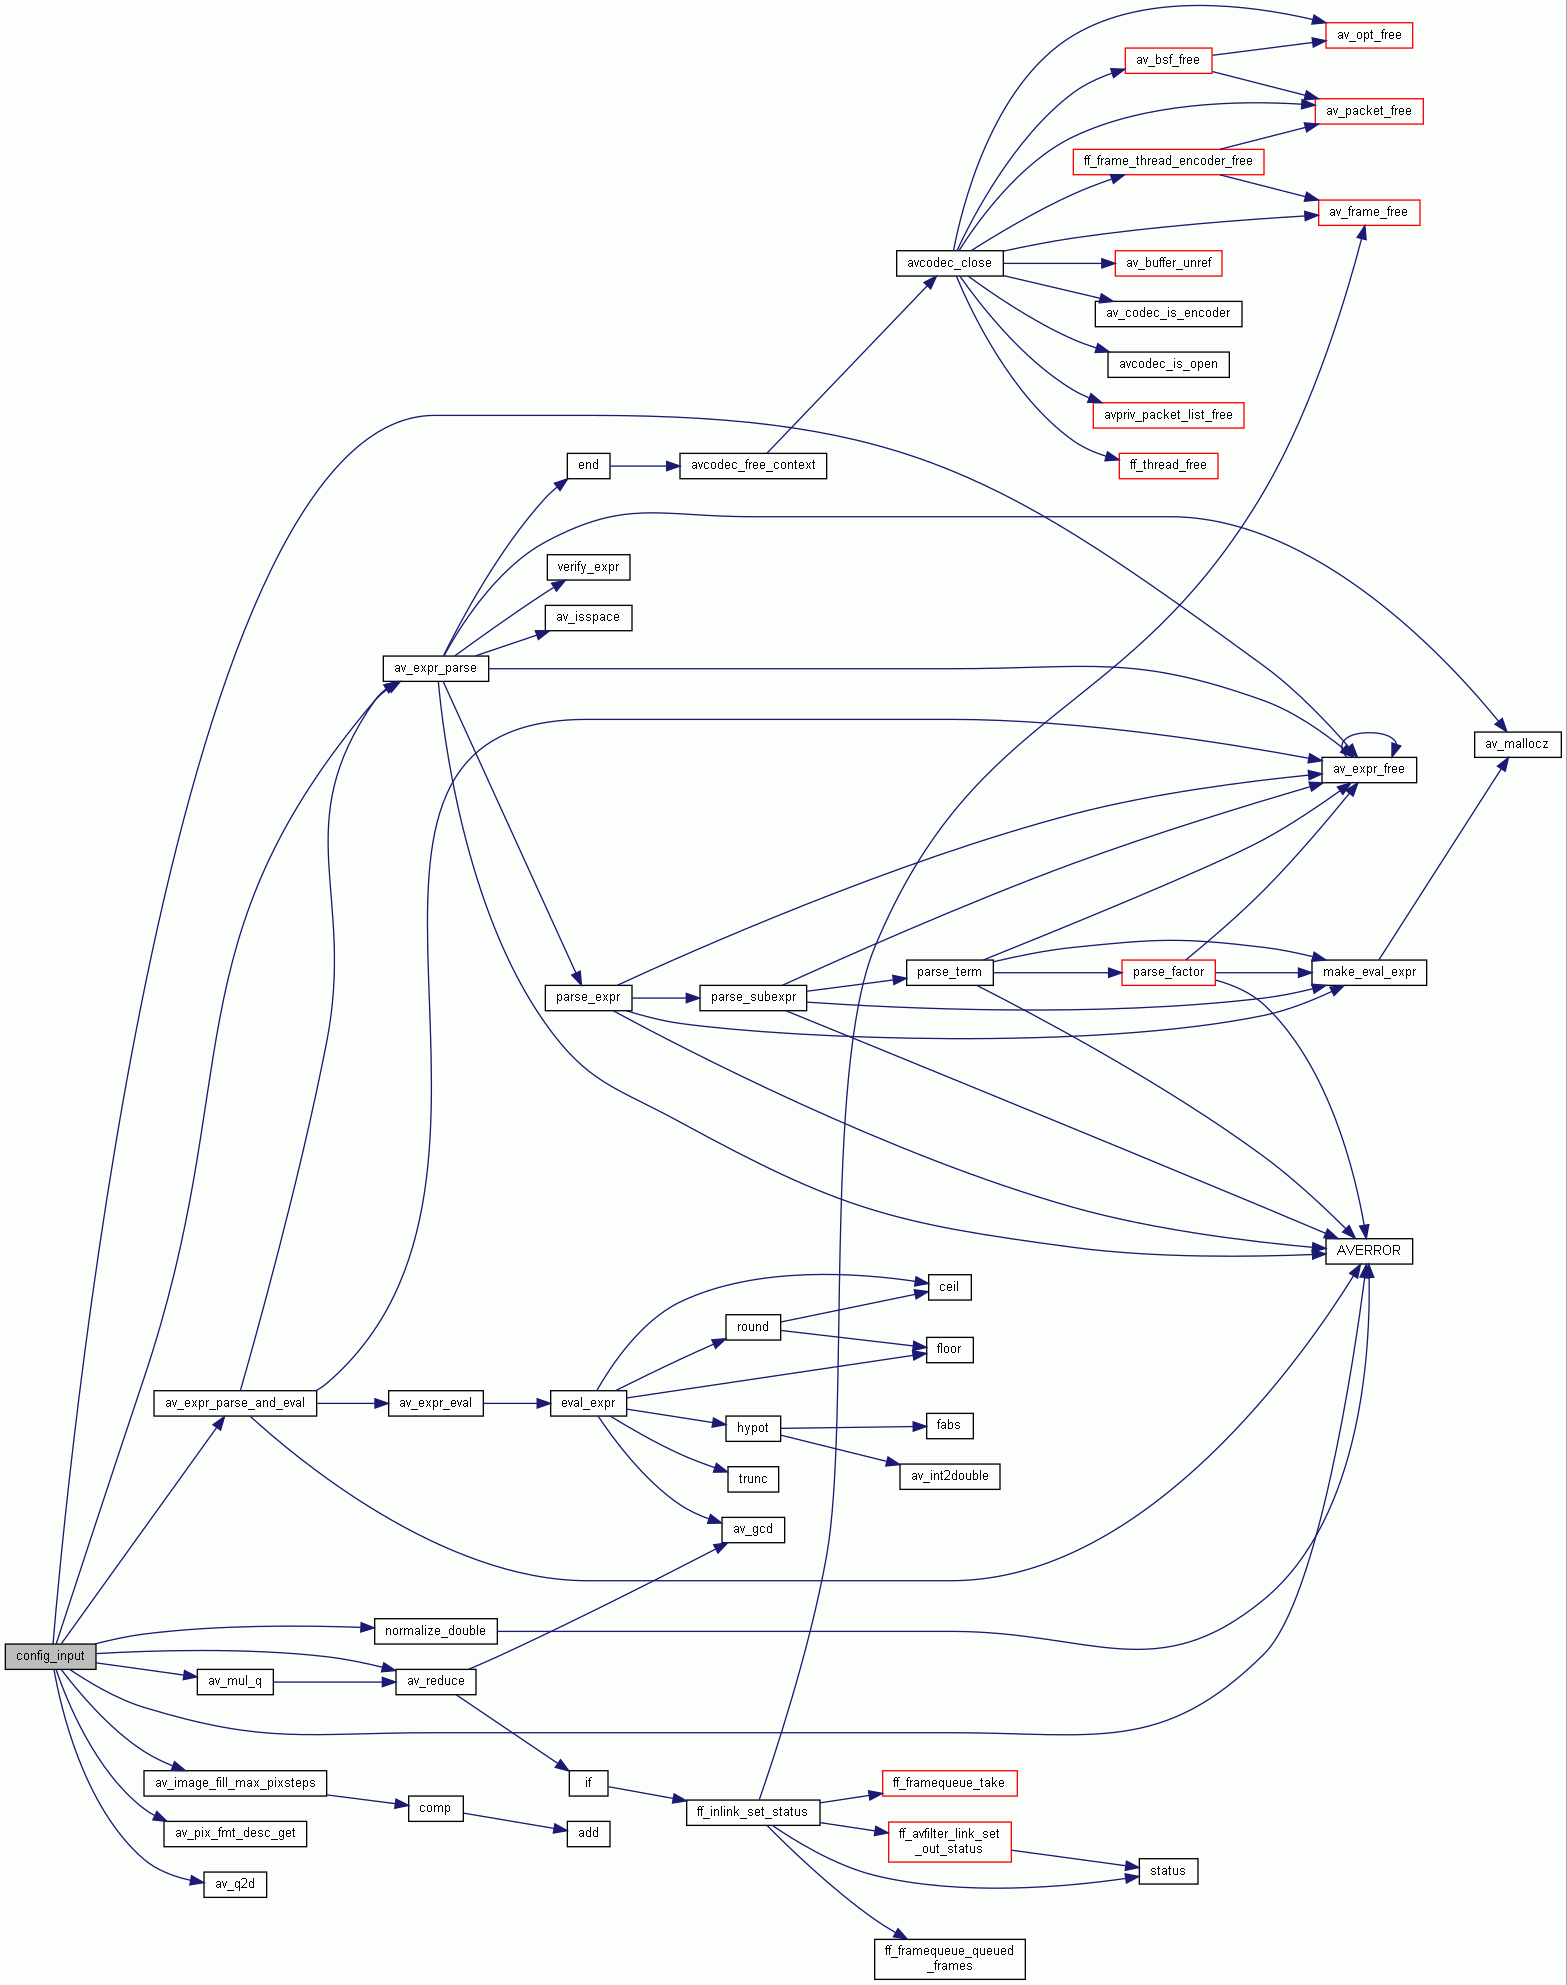 av_opt_free
av_bsf_free
av_packet_free
ff_frame_thread_encoder_free
av_frame_free
avcodec_close
av_buffer_unref
av_codec_is_encoder
avcodec_is_open
avpriv_packet_list_free
end
avcodec_free_context
ff_thread_free
verify_expr
av_isspace
av_expr_parse
av_mallocz
av_expr_free
parse_term
parse_factor
make_eval_expr
parse_expr
parse_subexpr
AVERROR
ceil
round
floor
av_expr_parse_and_eval
av_expr_eval
eval_expr
hypot
fabs
trunc
av_int2double
av_gcd
normalize_double
config_input
av_mul_q
av_reduce
av_image_fill_max_pixsteps
if
ff_framequeue_take
comp
ff_inlink_set_status
av_pix_fmt_desc_get
add
ff_avfilter_link_set
_out_status
status
av_q2d
ff_framequeue_queued
_frames